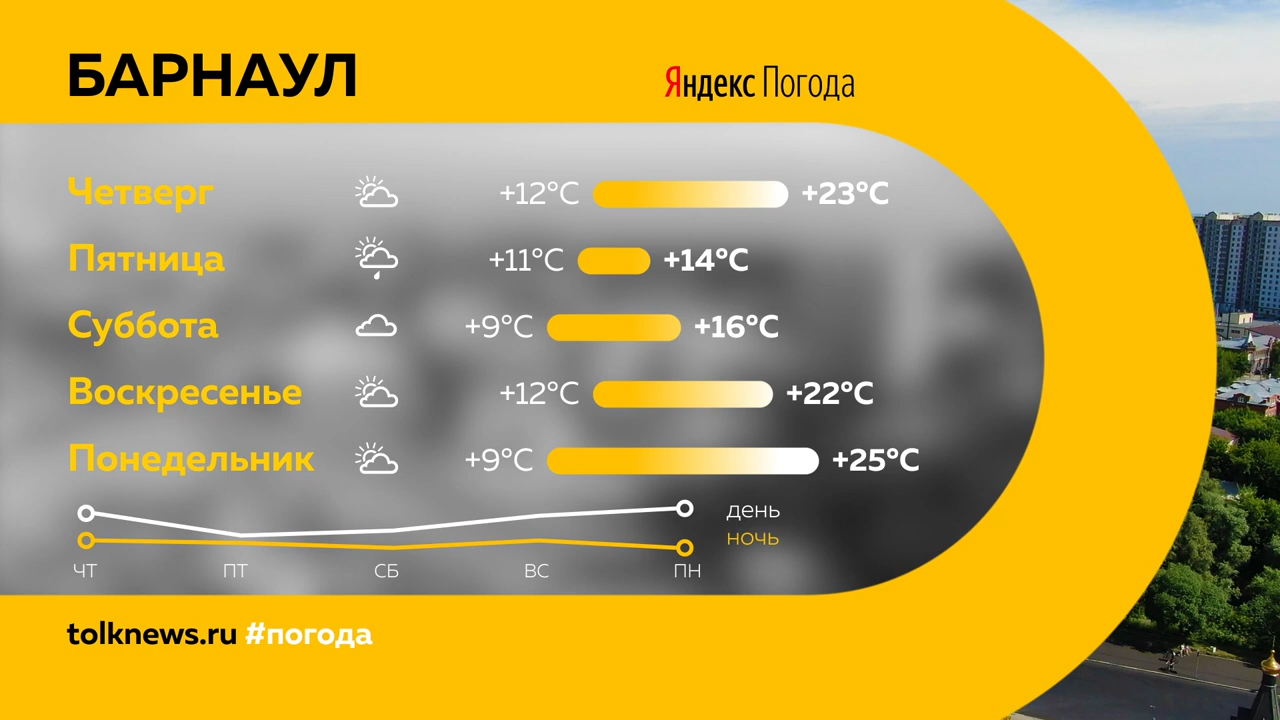 БАРНАУЛ
Яндекс Погода
Четверг +12°C +23°C
Пятница +11°C +14°C
Суббота +9°C +16°C
Воскресенье +12°C +22°C
Понедельник +9°C +25°C
день
ночь
ЧТ ПТ СБ ВС ПН
tolknews.ru #погода